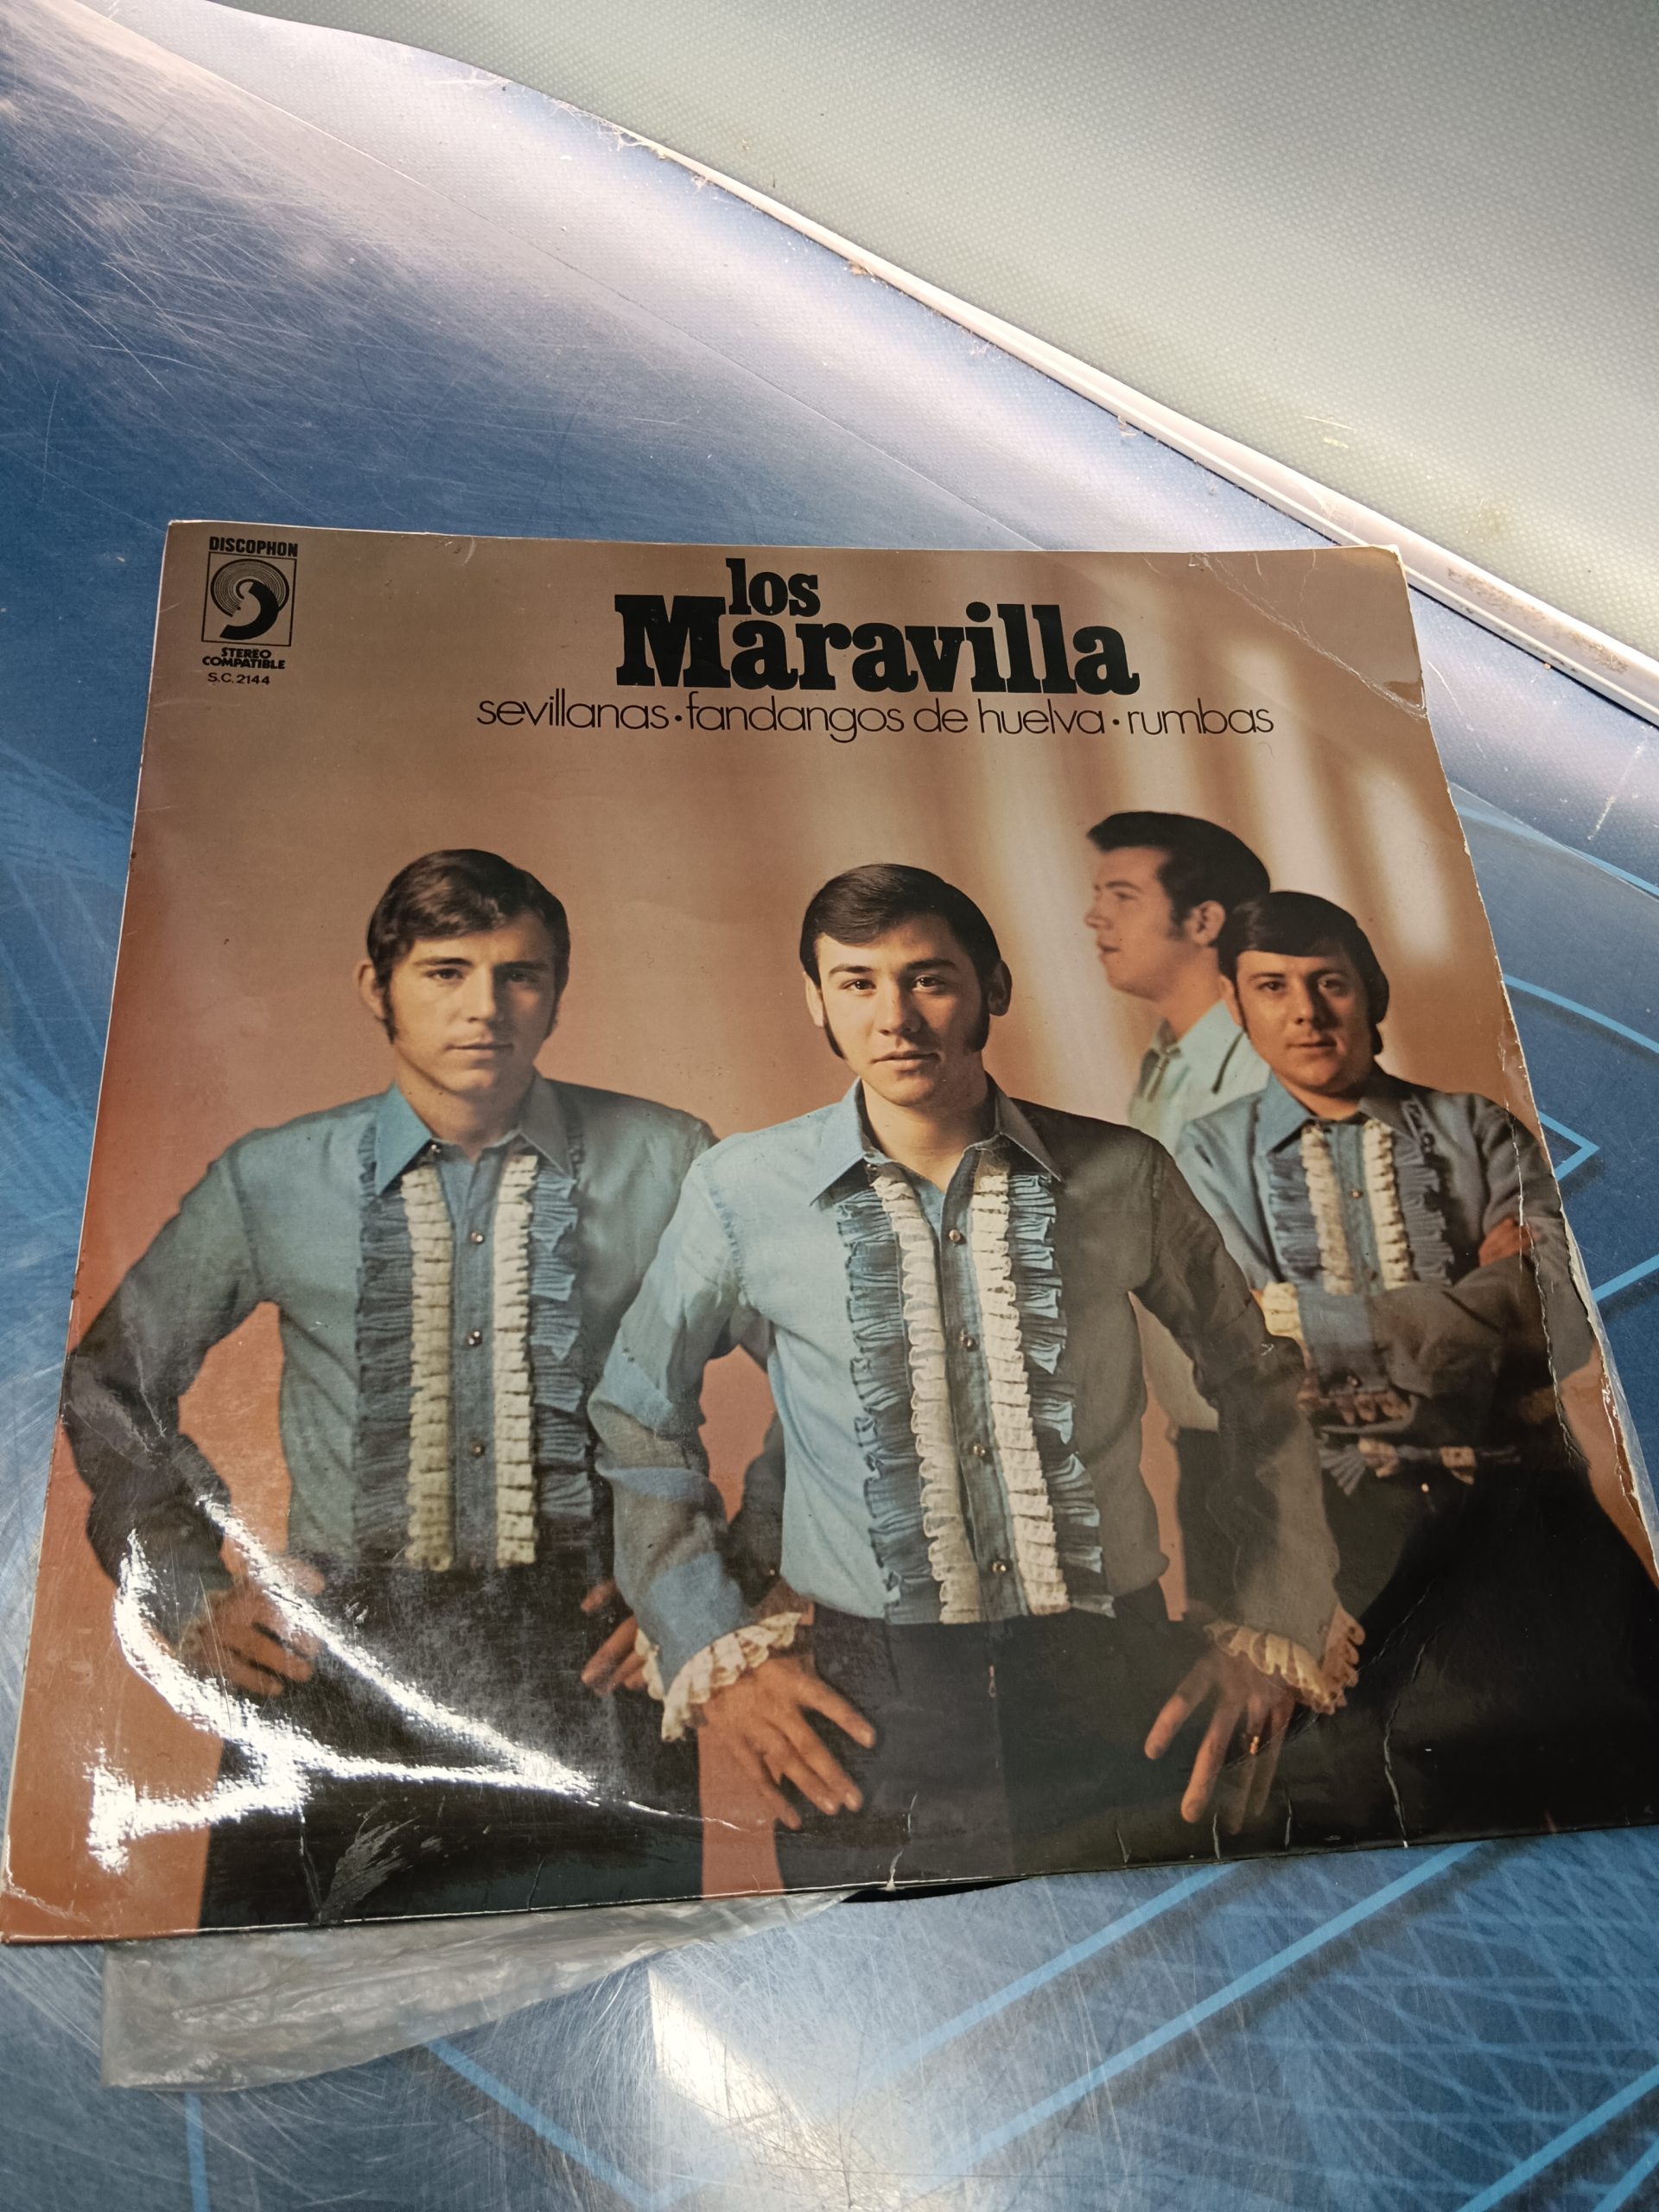 DISCOPHON
STEREO
COMPATIBLE
S.C. 2144
los
Maravilla
sevillanas•fandangos de huelva•rumbas